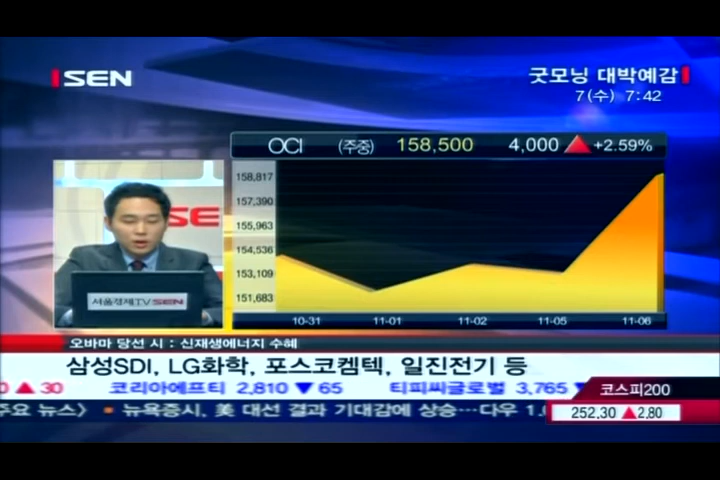 SEN
굿모닝 대박예감
7(수) 7:42
OCI (주중) 158,500 4,000 ▲ +2.59%
158,817
157,390
155,963
154,536
153,109
151,683
10-31 11-01 11-02 11-05 11-06
SE
서울경제TV SEN
오바마 당선 시 : 신재생에너지 수혜
삼성SDI, LG화학, 포스코켐텍, 일진전기 등
0 ▲ 30 코리아에프티 2,810 ▼ 65 티피씨글로벌 3,765 ▼
코스피200
252.30 ▲ 2.80
주요 뉴스> ▪ 뉴욕증시, 美 대선 결과 기대감에 상승…다우 1.0